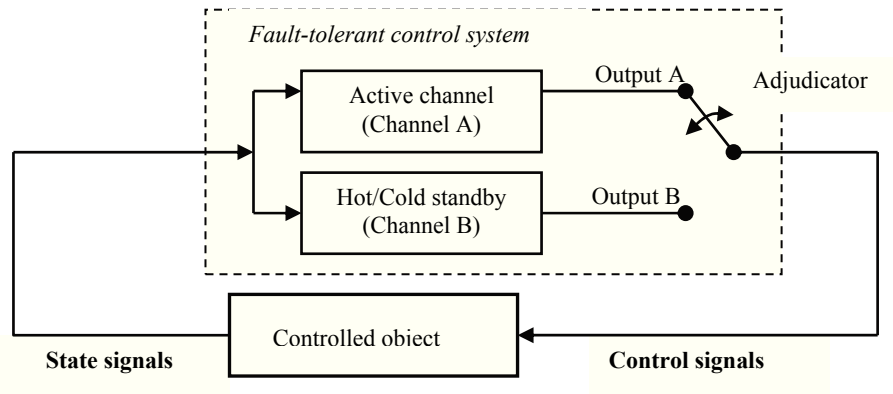 Fault-tolerant control system
Output A
Adjudicator
Active channel
(Channel A)
Hot/Cold standby
(Channel B)
Output B
Controlled object
State signals
Control signals